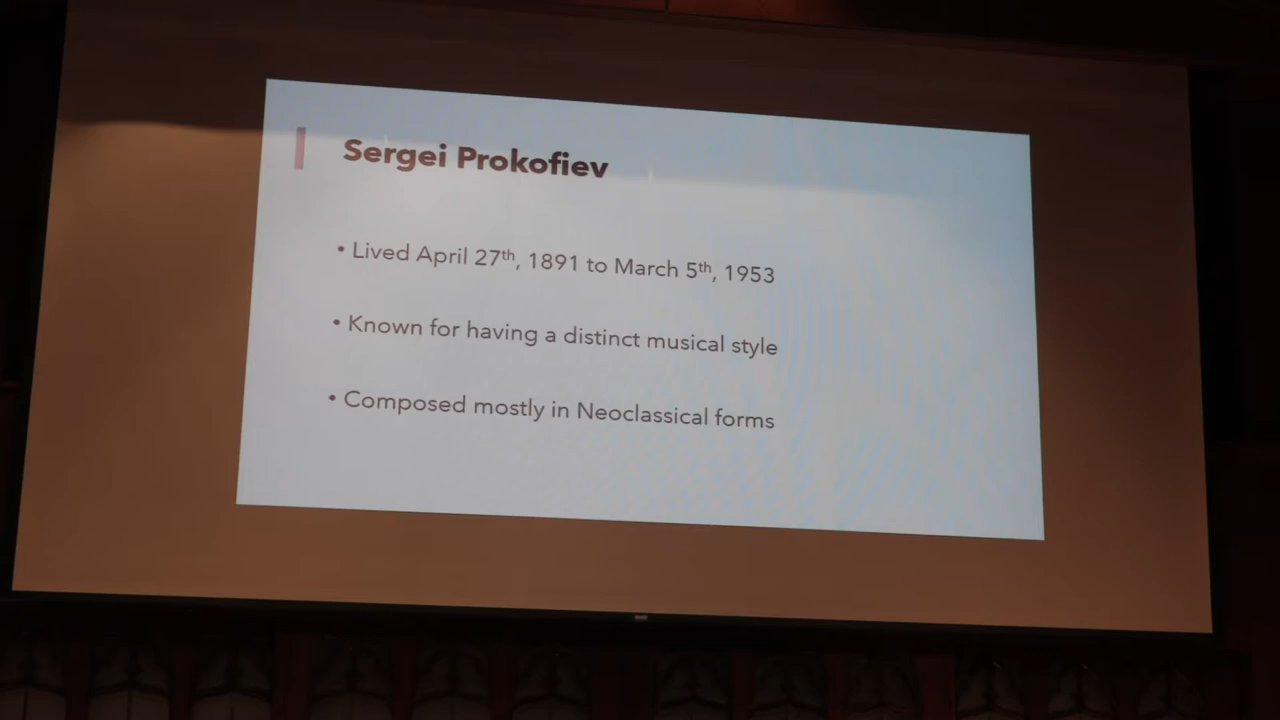 Sergei Prokofiev
• Lived April 27th, 1891 to March 5th, 1953
• Known for having a distinct musical style
• Composed mostly in Neoclassical forms